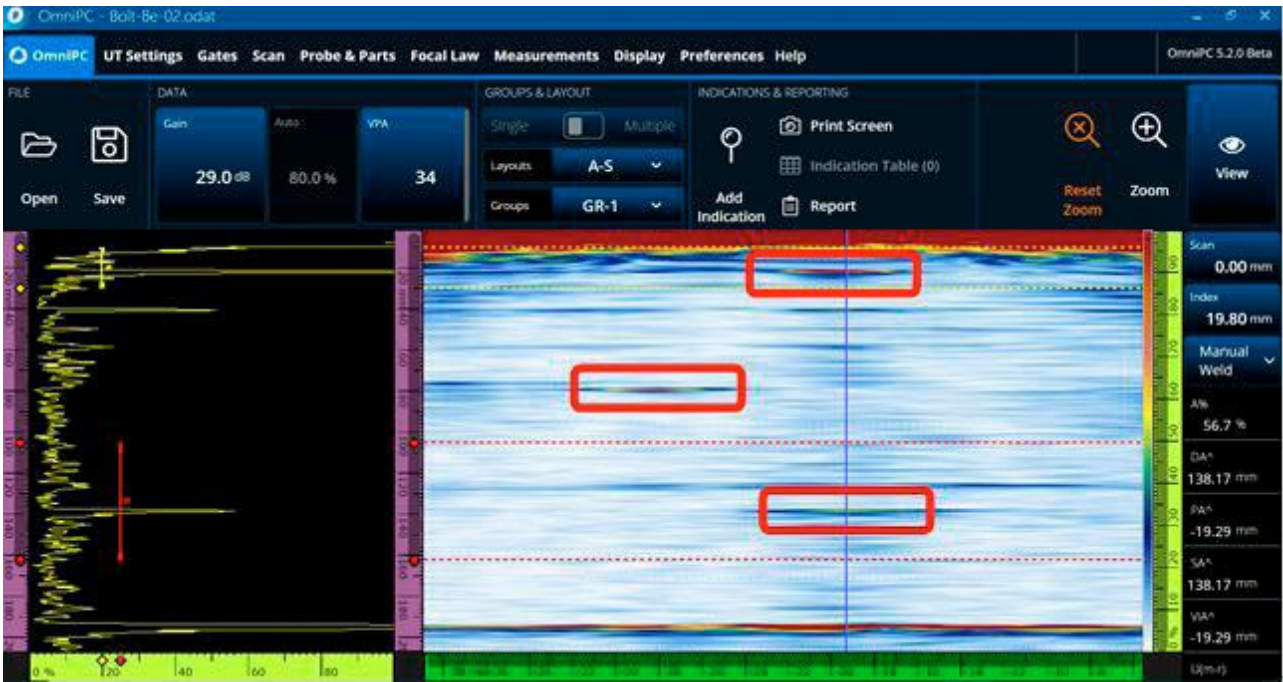 OmniPC - Bolt-Be-02.odat
OmniPC UT Settings Gates Scan Probe & Parts Focal Law Measurements Display Preferences Help OmniPC 5.2.0 Beta
FILE DATA GROUPS & LAYOUT INDICATIONS & REPORTING
Gain Auto VPA Single Multiple Print Screen
29.0 dB 80.0 % 34 Layouts A-S Indication Table (0) View
Open Save Groups GR-1 Add Indication Report Reset Zoom Zoom
Scan
0.00 mm
Index
19.80 mm
Manual
Weld
A%
56.7 %
DA^
138.17 mm
PA^
-19.29 mm
SA^
138.17 mm
VIA^
-19.29 mm
U(m-r)
0 % 20 40 60 80